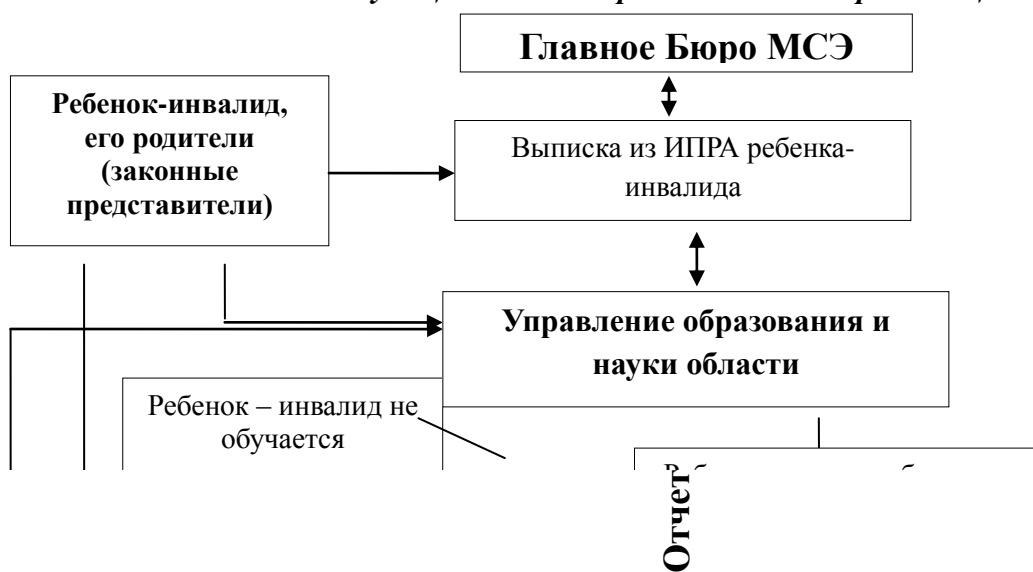 Главное Бюро МСЭ
Ребенок-инвалид,
его родители
(законные
представители)
Выписка из ИПРА ребенка-
инвалида
Управление образования и
науки области
Ребенок – инвалид не
обучается
Отчет